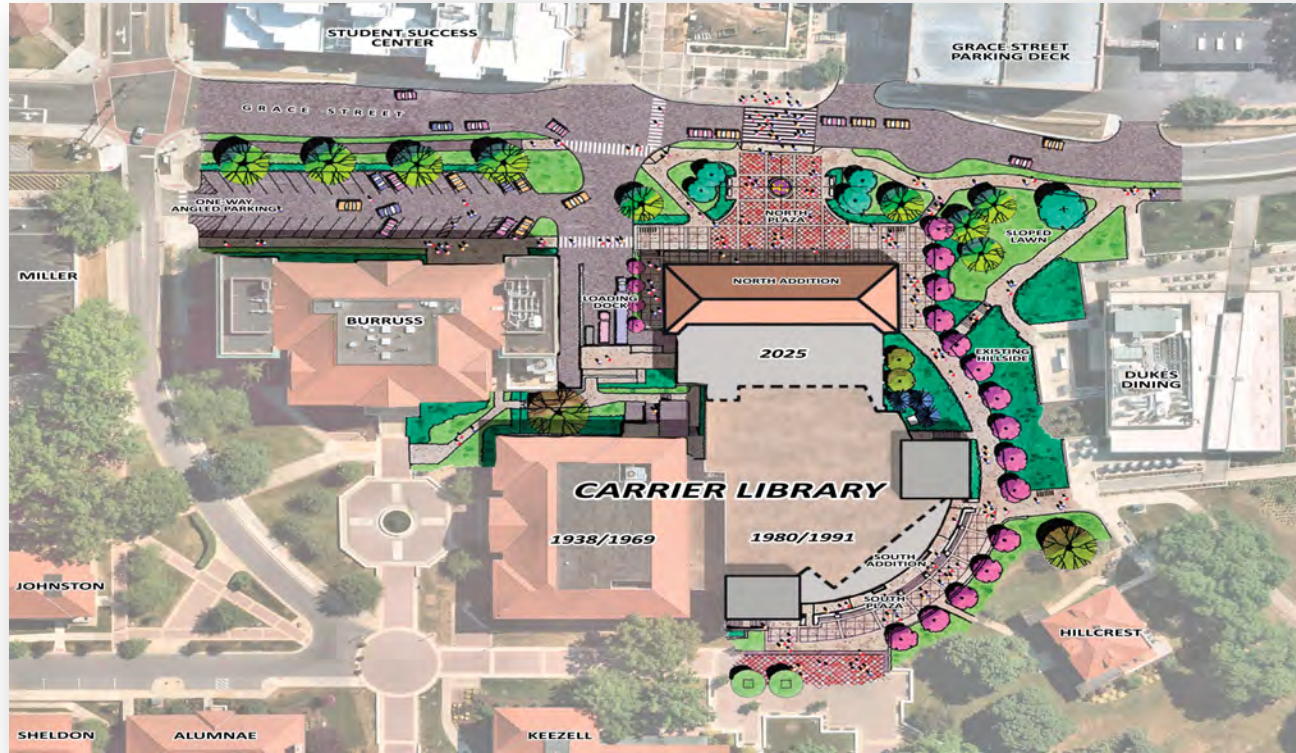 STUDENT SUCCESS
CENTER
GRACE STREET
PARKING DECK
GRACE STREET
ONE-WAY
ANGLED PARKING
NORTH
PLAZA
SLOPED
LAWN
MILLER
NORTH ADDITION
LOADING
DOCK
BURRUSS
2025
EXISTING
HILLSIDE
DUKES
DINING
CARRIER LIBRARY
1938/1969
1980/1991
SOUTH
ADDITION
SOUTH
PLAZA
JOHNSTON
HILLCREST
SHELDON
ALUMNAE
KEEZELL